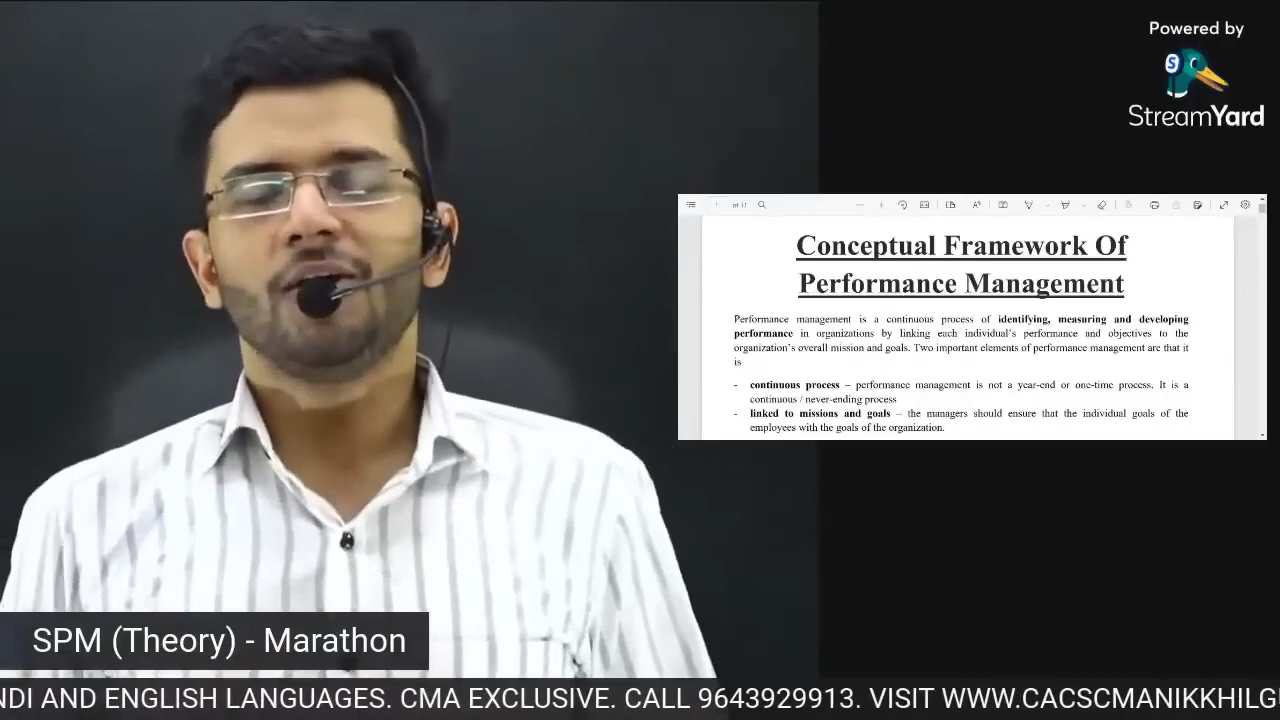 Powered by
StreamYard
of 11
Conceptual Framework Of
Performance Management
Performance management is a continuous process of identifying, measuring and developing
performance in organizations by linking each individual's performance and objectives to the
organization's overall mission and goals. Two important elements of performance management are that it
is
- continuous process – performance management is not a year-end or one-time process. It is a
continuous / never-ending process
- linked to missions and goals – the managers should ensure that the individual goals of the
employees with the goals of the organization.
SPM (Theory) - Marathon
NDI AND ENGLISH LANGUAGES. CMA EXCLUSIVE. CALL 9643929913. VISIT WWW.CACSCMANIKKHILG